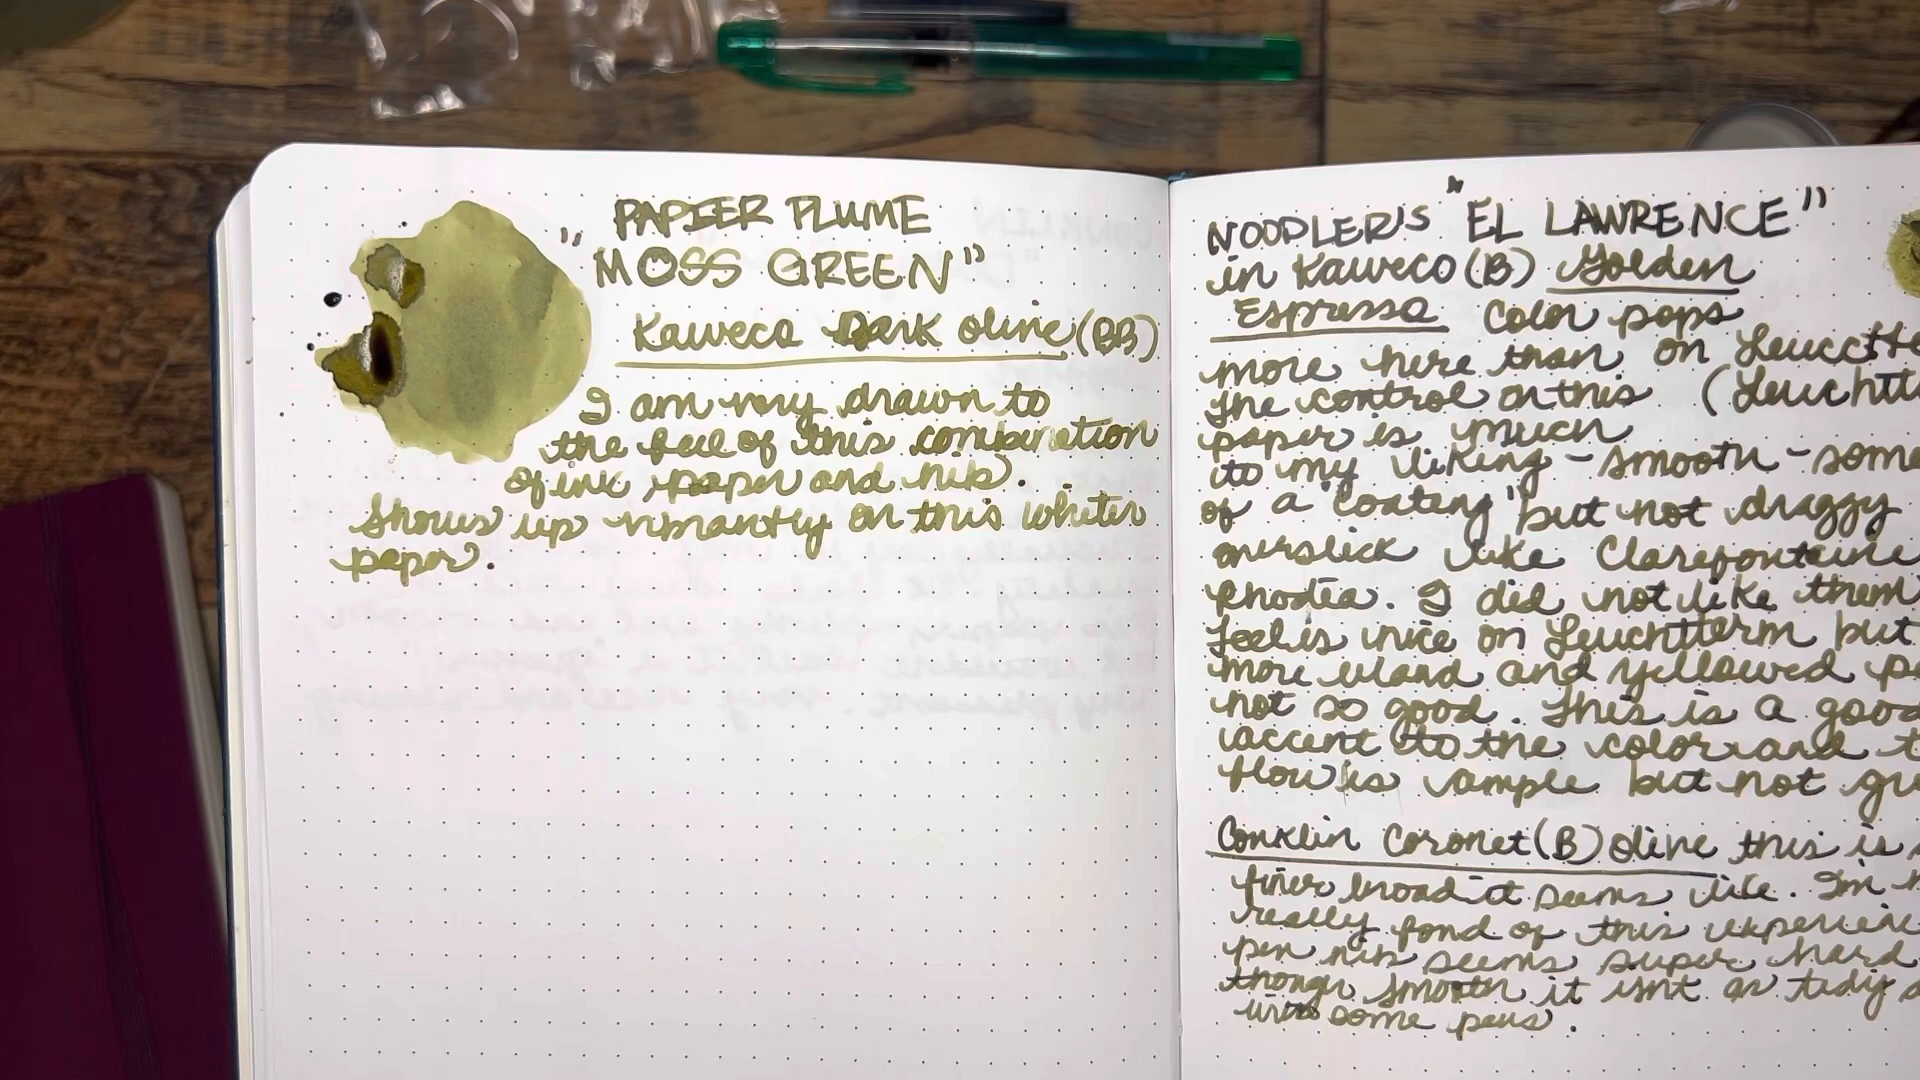 PAPIER PLUME
"MOSS GREEN"
Kaweco Dark Olive (BB)
I am very drawn to
the feel of this combination
of ink paper and nib.
Shows up vibrantly on this whiter
paper.
NOODLER'S "EL LAWRENCE"
in Kaweco (B) Golden
Espresso Color pops
more here than on Leuchtte
The control on this (Leuchtt
paper is much
to my liking - smooth - some
of a "coating" but not draggy
overslick like Clarefontaine
Rhodia. I did not like them
Feel is nice on Leuchtterm but
more bland and yellowed p
not so good. This is a good
accent to the color and t
flow is ample but not gu
Conklin Coronet (B) Olive this is
finer broad it seems like. I'm n
really fond of this experienc
pen nib seems super hard
though smooth it isnt as tidy a
some pens.